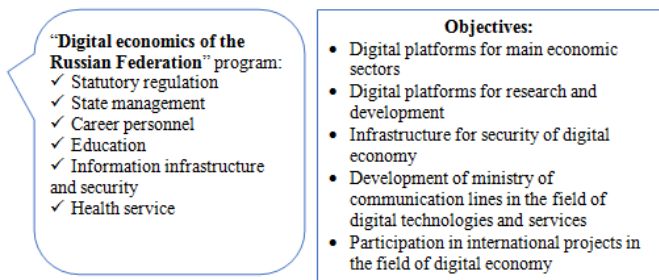 “Digital economics of the
Russian Federation” program:
✓ Statutory regulation
✓ State management
✓ Career personnel
✓ Education
✓ Information infrastructure
and security
✓ Health service
Objectives:
• Digital platforms for main economic
sectors
• Digital platforms for research and
development
• Infrastructure for security of digital
economy
• Development of ministry of
communication lines in the field of
digital technologies and services
• Participation in international projects in
the field of digital economy